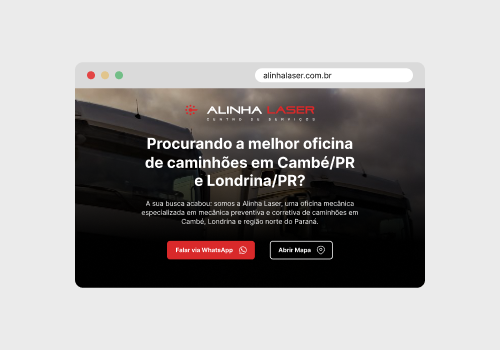 alinhalaser.com.br
ALINHA LASER
CENTRO DE SERVIÇOS
Procurando a melhor oficina
de caminhões em Cambé/PR
e Londrina/PR?
A sua busca acabou: somos a Alinha Laser, uma oficina mecânica
especializada em mecânica preventiva e corretiva de caminhões em
Cambé, Londrina e região norte do Paraná.
Falar via WhatsApp
Abrir Mapa